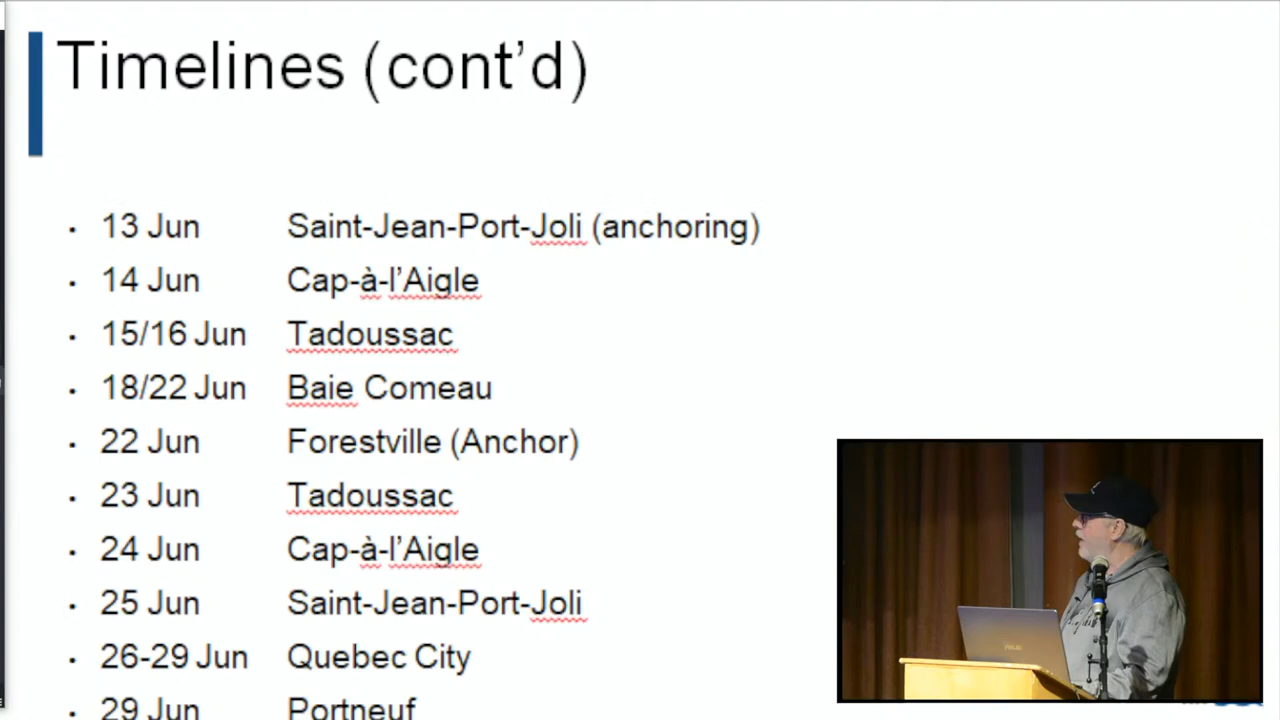 Timelines (cont’d)
• 13 Jun Saint-Jean-Port-Joli (anchoring)
• 14 Jun Cap-à-l’Aigle
• 15/16 Jun Tadoussac
• 18/22 Jun Baie Comeau
• 22 Jun Forestville (Anchor)
• 23 Jun Tadoussac
• 24 Jun Cap-à-l’Aigle
• 25 Jun Saint-Jean-Port-Joli
• 26-29 Jun Quebec City
• 29 Jun Portneuf